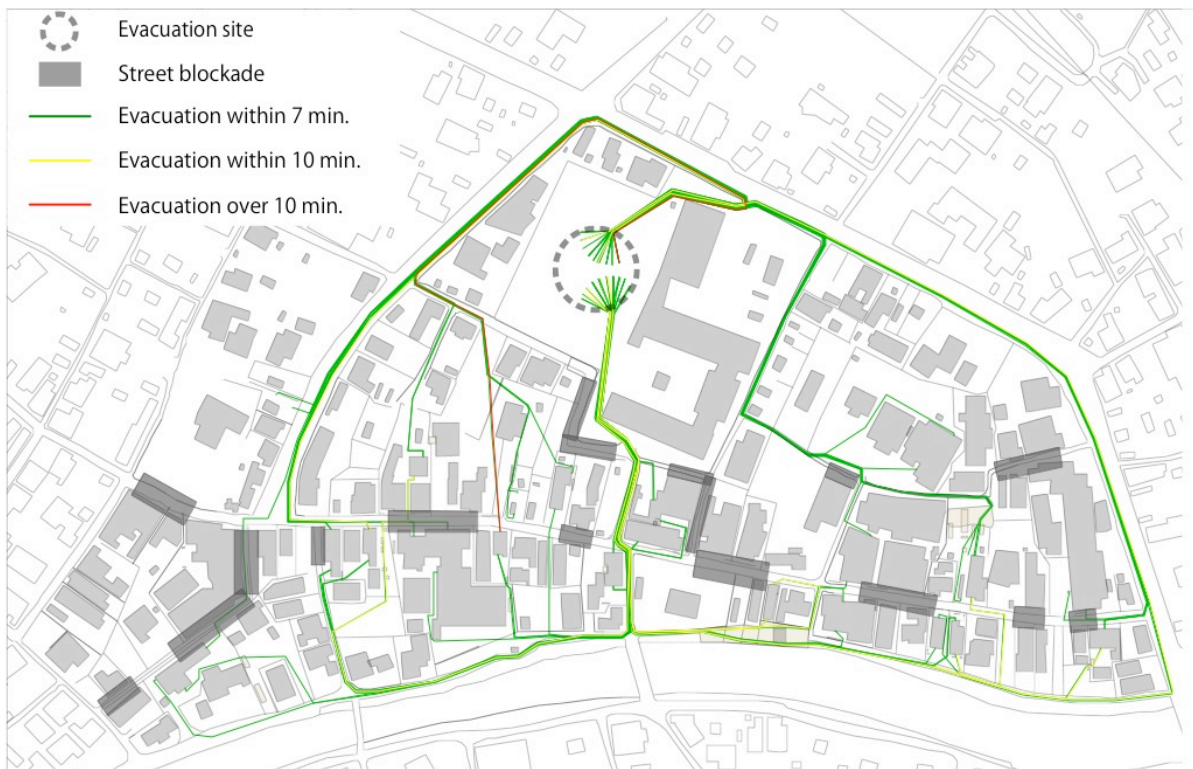 Evacuation site
Street blockade
Evacuation within 7 min.
Evacuation within 10 min.
Evacuation over 10 min.